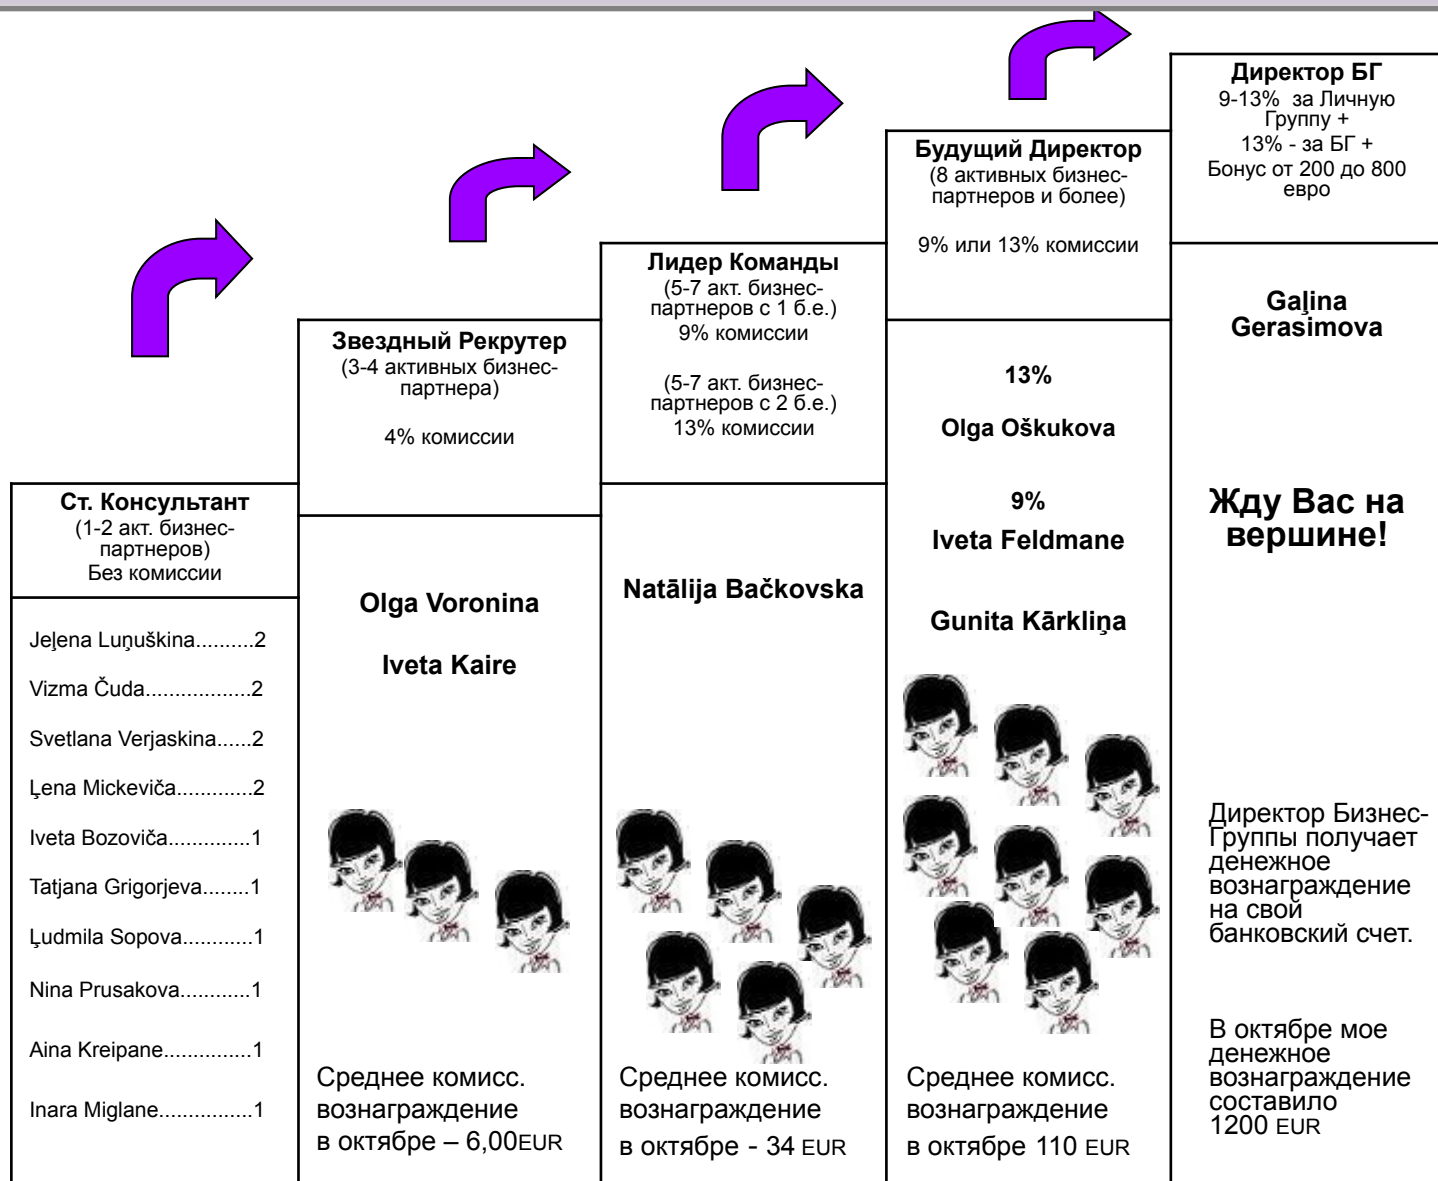 Директор БГ
9-13% за Личную
Группу +
13% - за БГ +
Бонус от 200 до 800
евро
Gaļina
Gerasimova
Жду Вас на
вершине!
Директор Бизнес-
Группы получает
денежное
вознаграждение
на свой
банковский счет.
В октябре мое
денежное
вознаграждение
составило
1200 EUR
Будущий Директор
(8 активных бизнес-
партнеров и более)
9% или 13% комиссии
13%
Olga Oškukova
9%
Iveta Feldmane
Gunita Kārkliņa
Среднее комисс.
вознаграждение
в октябре 110 EUR
Лидер Команды
(5-7 акт. бизнес-
партнеров с 1 б.е.)
9% комиссии
(5-7 акт. бизнес-
партнеров с 2 б.е.)
13% комиссии
Natālija Bačkovska
Среднее комисс.
вознаграждение
в октябре - 34 EUR
Звездный Рекрутер
(3-4 активных бизнес-
партнера)
4% комиссии
Olga Voronina
Iveta Kaire
Среднее комисс.
вознаграждение
в октябре – 6,00EUR
Ст. Консультант
(1-2 акт. бизнес-
партнеров)
Без комиссии
Jeļena Luņuškina..........2
Vizma Čuda..................2
Svetlana Verjaskina......2
Ļena Mickeviča.............2
Iveta Bozoviča..............1
Tatjana Grigorjeva........1
Ļudmila Sopova............1
Nina Prusakova............1
Aina Kreipane...............1
Inara Miglane................1